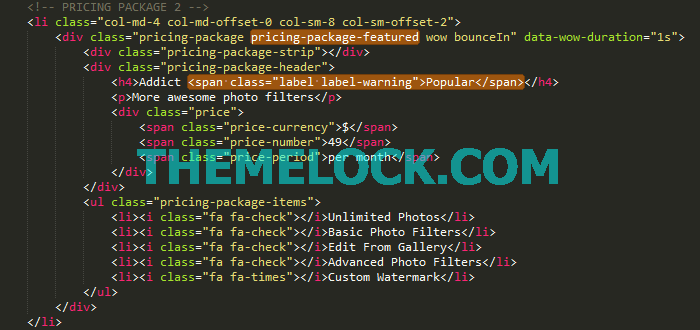 <!-- PRICING PACKAGE 2 -->
<li class="col-md-4 col-md-offset-0 col-sm-8 col-sm-offset-2">
<div class="pricing-package pricing-package-featured wow bounceIn" data-wow-duration="1s">
<div class="pricing-package-strip"></div>
<div class="pricing-package-header">
<h4>Addict <span class="label label-warning">Popular</span></h4>
<p>More awesome photo filters</p>
<div class="price">
<span class="price-currency">$</span>
<span class="price-number">49</span>
<span class="price-period">per month</span>
</div>
THEMELOCK.COM
</div>
<ul class="pricing-package-items">
<li><i class="fa fa-check"></i>Unlimited Photos</li>
<li><i class="fa fa-check"></i>Basic Photo Filters</li>
<li><i class="fa fa-check"></i>Edit From Gallery</li>
<li><i class="fa fa-check"></i>Advanced Photo Filters</li>
<li><i class="fa fa-times"></i>Custom Watermark</li>
</ul>
</div>
</li>